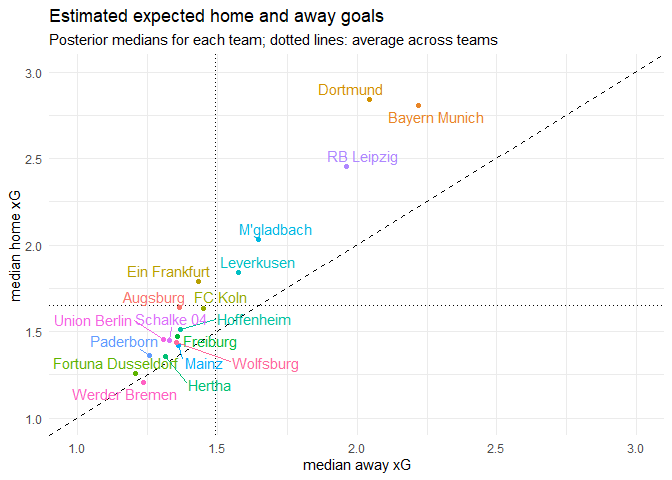 Estimated expected home and away goals
Posterior medians for each team; dotted lines: average across teams
3.0
Dortmund
Bayern Munich
2.5
RB Leipzig
M'gladbach
2.0
Leverkusen
Ein Frankfurt
Augsburg FC Koln
Union Berlin Schalke 04 Hoffenheim
1.5
Paderborn Freiburg
Fortuna Dusseldorf Mainz Wolfsburg
Hertha
Werder Bremen
1.0
median home xG
1.0 1.5 2.0 2.5 3.0
median away xG